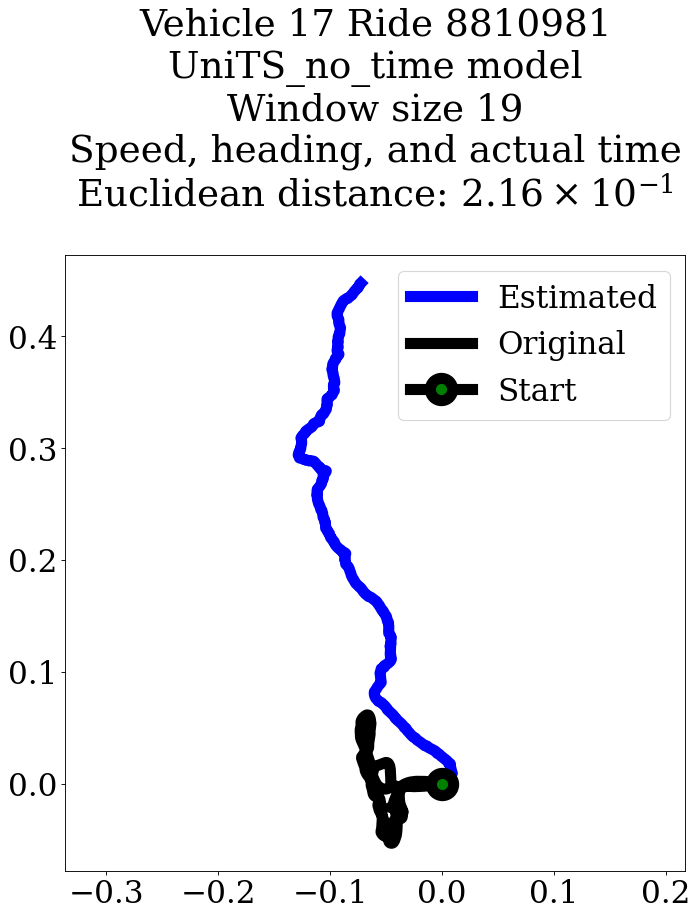 Vehicle 17 Ride 8810981
UniTS_no_time model
Window size 19
Speed, heading, and actual time
Euclidean distance: 2.16 × 10⁻¹
Estimated
Original
Start
0.4
0.3
0.2
0.1
0.0
−0.3 −0.2 −0.1 0.0 0.1 0.2